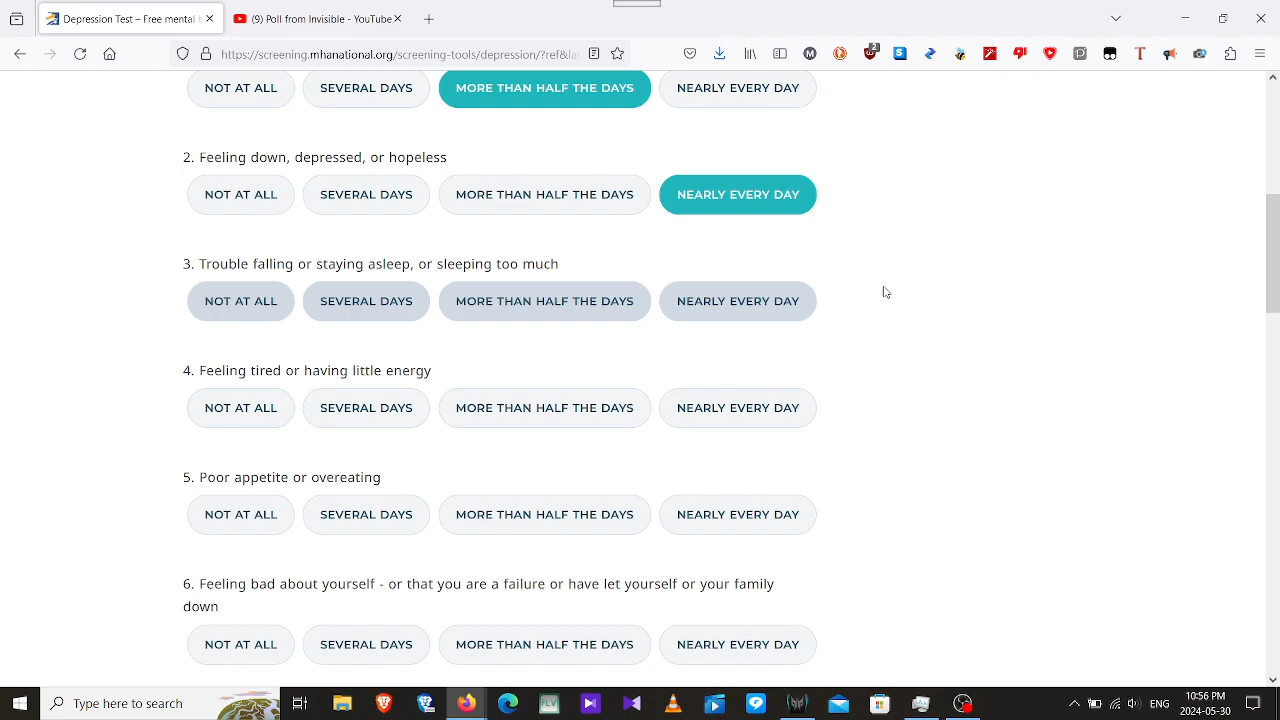 Depression Test – Free mental h
(9) Poll from Invisible - YouTube
https://screening.mhanational.org/screening-tools/depression/?ref&da
2
NOT AT ALL SEVERAL DAYS MORE THAN HALF THE DAYS NEARLY EVERY DAY
2. Feeling down, depressed, or hopeless
NOT AT ALL SEVERAL DAYS MORE THAN HALF THE DAYS NEARLY EVERY DAY
3. Trouble falling or staying asleep, or sleeping too much
NOT AT ALL SEVERAL DAYS MORE THAN HALF THE DAYS NEARLY EVERY DAY
4. Feeling tired or having little energy
NOT AT ALL SEVERAL DAYS MORE THAN HALF THE DAYS NEARLY EVERY DAY
5. Poor appetite or overeating
NOT AT ALL SEVERAL DAYS MORE THAN HALF THE DAYS NEARLY EVERY DAY
6. Feeling bad about yourself - or that you are a failure or have let yourself or your family
down
NOT AT ALL SEVERAL DAYS MORE THAN HALF THE DAYS NEARLY EVERY DAY
Type here to search
FLV
10:56 PM
2024-05-30